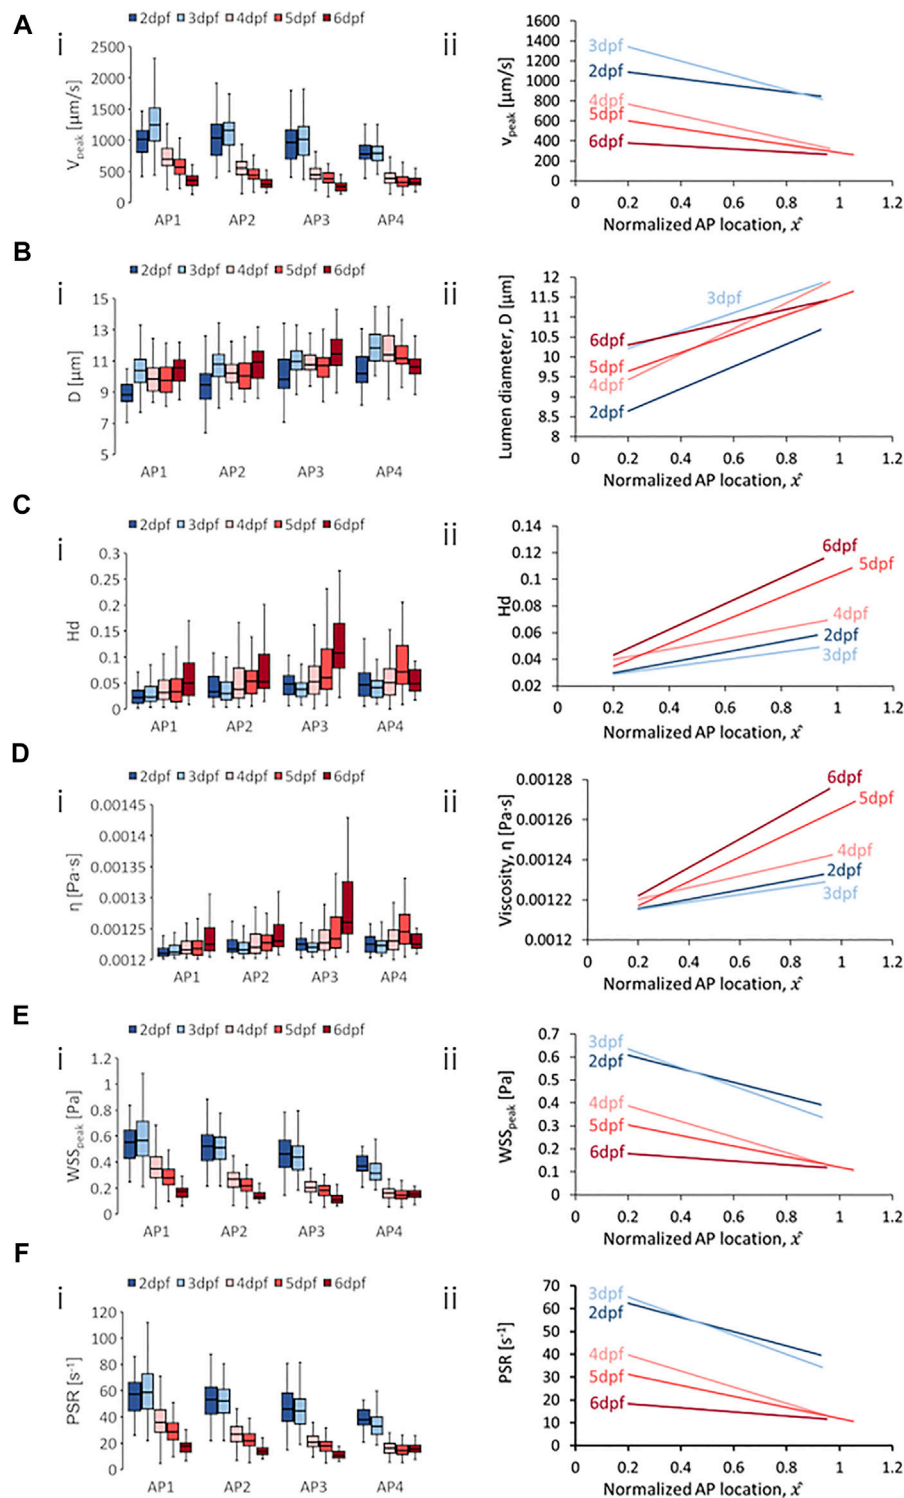 A
i
2dpf 3dpf 4dpf 5dpf 6dpf
2500
2000
1500
1000
500
0
Vpeak [µm/s]
AP1 AP2 AP3 AP4
ii
1600
1400
1200
1000
800
600
400
200
0
vpeak [µm/s]
3dpf
2dpf
4dpf
5dpf
6dpf
0 0.2 0.4 0.6 0.8 1 1.2
Normalized AP location, x̂
B
i
2dpf 3dpf 4dpf 5dpf 6dpf
15
13
11
9
7
5
D [µm]
AP1 AP2 AP3 AP4
ii
12
11.5
11
10.5
10
9.5
9
8.5
8
Lumen diameter, D [µm]
3dpf
6dpf
5dpf
4dpf
2dpf
0 0.2 0.4 0.6 0.8 1 1.2
Normalized AP location, x̂
C
i
2dpf 3dpf 4dpf 5dpf 6dpf
0.3
0.25
0.2
0.15
0.1
0.05
0
Hd
AP1 AP2 AP3 AP4
ii
0.14
0.12
0.1
0.08
0.06
0.04
0.02
Hd
6dpf
5dpf
4dpf
2dpf
3dpf
0 0.2 0.4 0.6 0.8 1 1.2
Normalized AP location, x̂
D
i
2dpf 3dpf 4dpf 5dpf 6dpf
0.00145
0.0014
0.00135
0.0013
0.00125
0.0012
η [Pa·s]
AP1 AP2 AP3 AP4
ii
0.00128
0.00126
0.00124
0.00122
0.0012
Viscosity, η [Pa·s]
6dpf
5dpf
4dpf
2dpf
3dpf
0 0.2 0.4 0.6 0.8 1 1.2
Normalized AP location, x̂
E
i
2dpf 3dpf 4dpf 5dpf 6dpf
1.2
1
0.8
0.6
0.4
0.2
0
WSSpeak [Pa]
AP1 AP2 AP3 AP4
ii
0.7
0.6
0.5
0.4
0.3
0.2
0.1
0
WSSpeak [Pa]
3dpf
2dpf
4dpf
5dpf
6dpf
0 0.2 0.4 0.6 0.8 1 1.2
Normalized AP location, x̂
F
i
2dpf 3dpf 4dpf 5dpf 6dpf
120
100
80
60
40
20
0
PSR [s-1]
AP1 AP2 AP3 AP4
ii
70
60
50
40
30
20
10
0
PSR [s-1]
3dpf
2dpf
4dpf
5dpf
6dpf
0 0.2 0.4 0.6 0.8 1 1.2
Normalized AP location, x̂